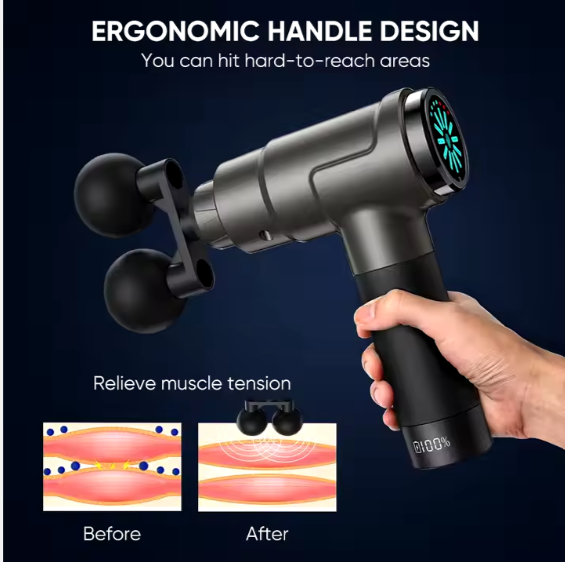 ERGONOMIC HANDLE DESIGN
You can hit hard-to-reach areas
Relieve muscle tension
100%
Before
After